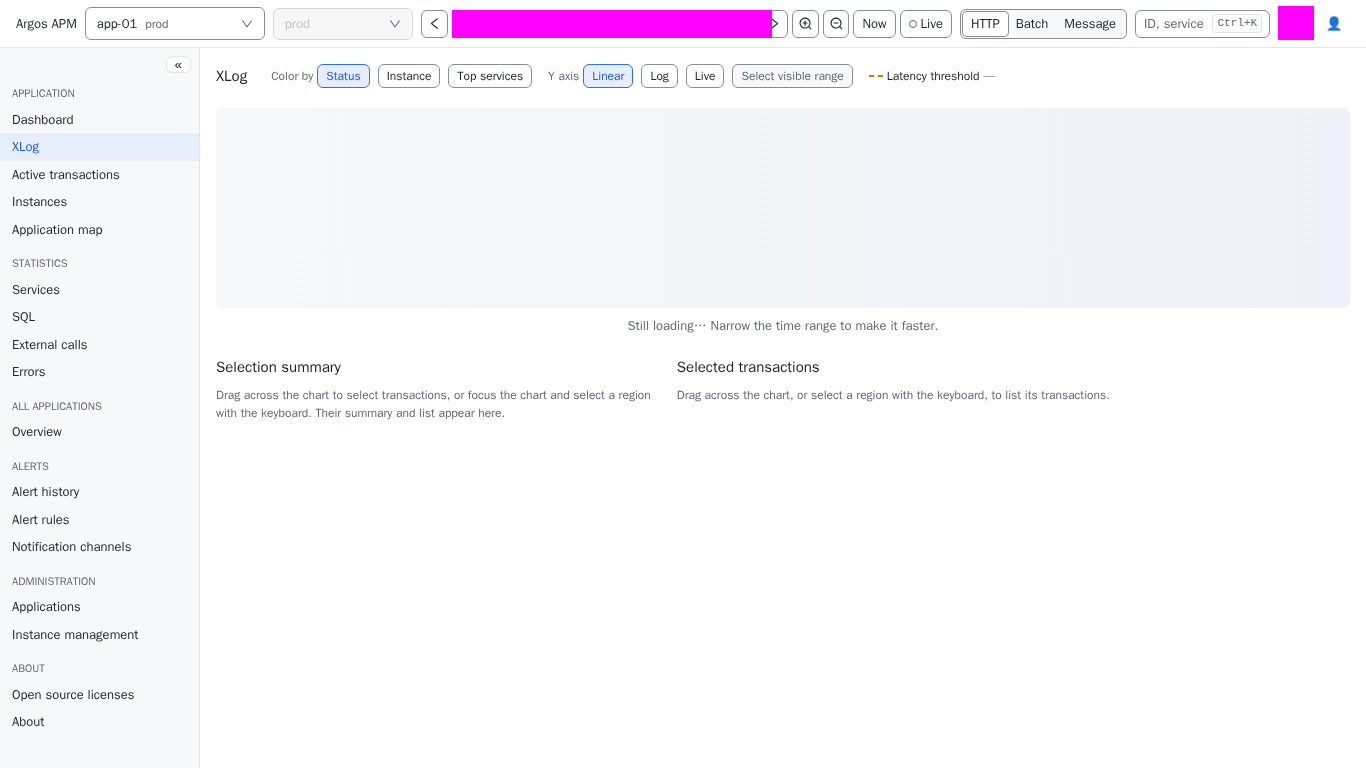 Argos APM app-01 prod prod Now Live HTTP Batch Message ID, service Ctrl+K
«
XLog Color by Status Instance Top services Y axis Linear Log Live Select visible range Latency threshold —
APPLICATION
Dashboard
XLog
Active transactions
Instances
Application map
STATISTICS
Services
SQL
External calls
Errors
ALL APPLICATIONS
Overview
ALERTS
Alert history
Alert rules
Notification channels
ADMINISTRATION
Applications
Instance management
ABOUT
Open source licenses
About
Still loading⋯ Narrow the time range to make it faster.
Selection summary
Drag across the chart to select transactions, or focus the chart and select a region
with the keyboard. Their summary and list appear here.
Selected transactions
Drag across the chart, or select a region with the keyboard, to list its transactions.